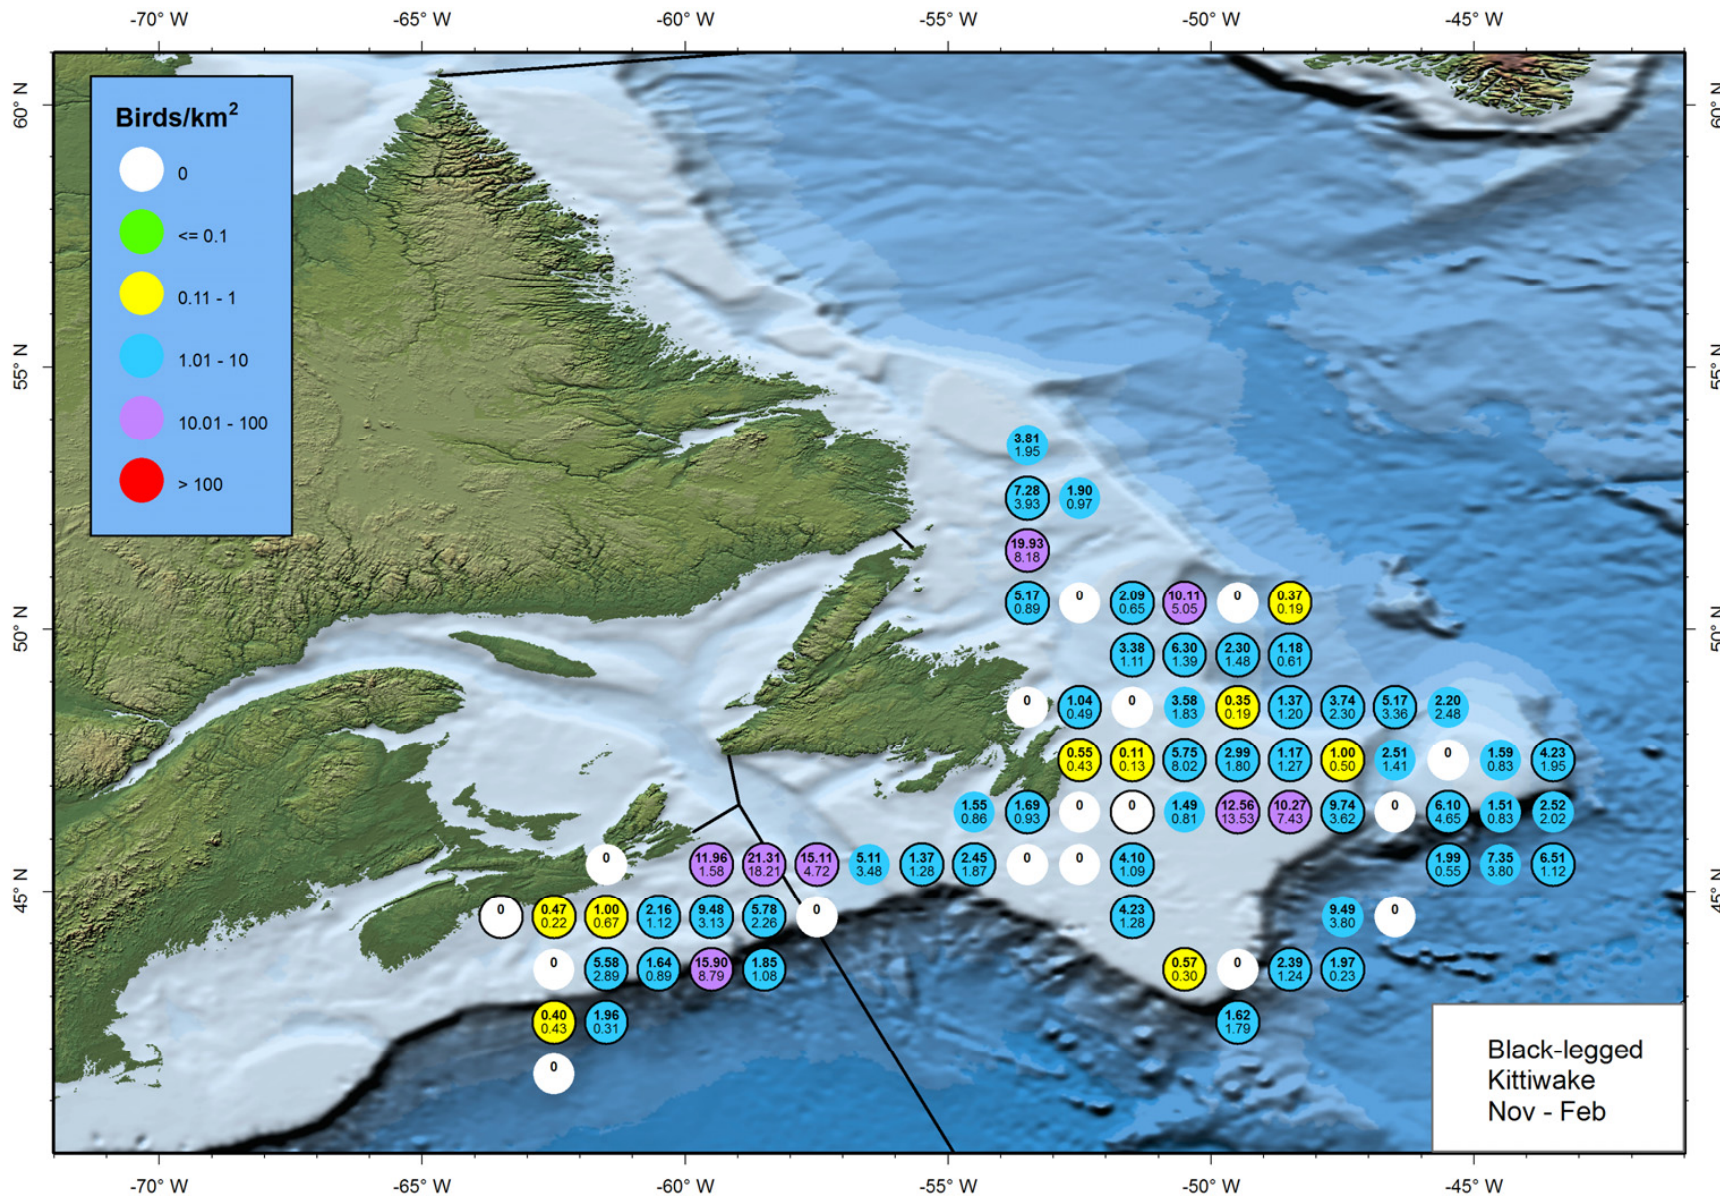 -70° W -65° W -60° W -55° W -50° W -45° W
60° N
60° N
Birds/km2
0
<= 0.1
0.11 - 1
1.01 - 10
10.01 - 100
> 100
55° N
55° N
3.81
1.95
7.28 1.90
3.93 0.97
19.93
8.18
5.17 0 2.09 10.11 0 0.37
0.89 0.65 5.05 0.19
50° N
50° N
3.38 6.30 2.30 1.18
1.11 1.39 1.48 0.61
0 1.04 0 3.58 0.35 1.37 3.74 5.17 2.20
0.49 1.83 0.19 1.20 2.30 3.36 2.48
0.55 0.11 5.75 2.99 1.17 1.00 2.51 0 1.59 4.23
0.43 0.13 8.02 1.80 1.27 0.50 1.41 0.83 1.95
1.55 1.69 0 0 1.49 12.56 10.27 9.74 0 6.10 1.51 2.52
0.86 0.93 0.81 13.53 7.43 3.62 4.65 0.83 2.02
0 11.96 21.31 15.11 5.11 1.37 2.45 0 0 4.10 1.99 7.35 6.51
1.58 18.21 4.72 3.48 1.28 1.87 1.09 0.55 3.80 1.12
45° N
45° N
0 0.47 1.00 2.16 9.48 5.78 0 4.23 9.49 0
0.22 0.67 1.12 3.13 2.26 1.28 3.80
0 5.58 1.64 15.90 1.85 0.57 0 2.39 1.97
2.89 0.89 8.79 1.08 0.30 1.24 0.23
0.40 1.96 1.62
0.43 0.31 1.79
0
Black-legged
Kittiwake
Nov - Feb
-70° W -65° W -60° W -55° W -50° W -45° W